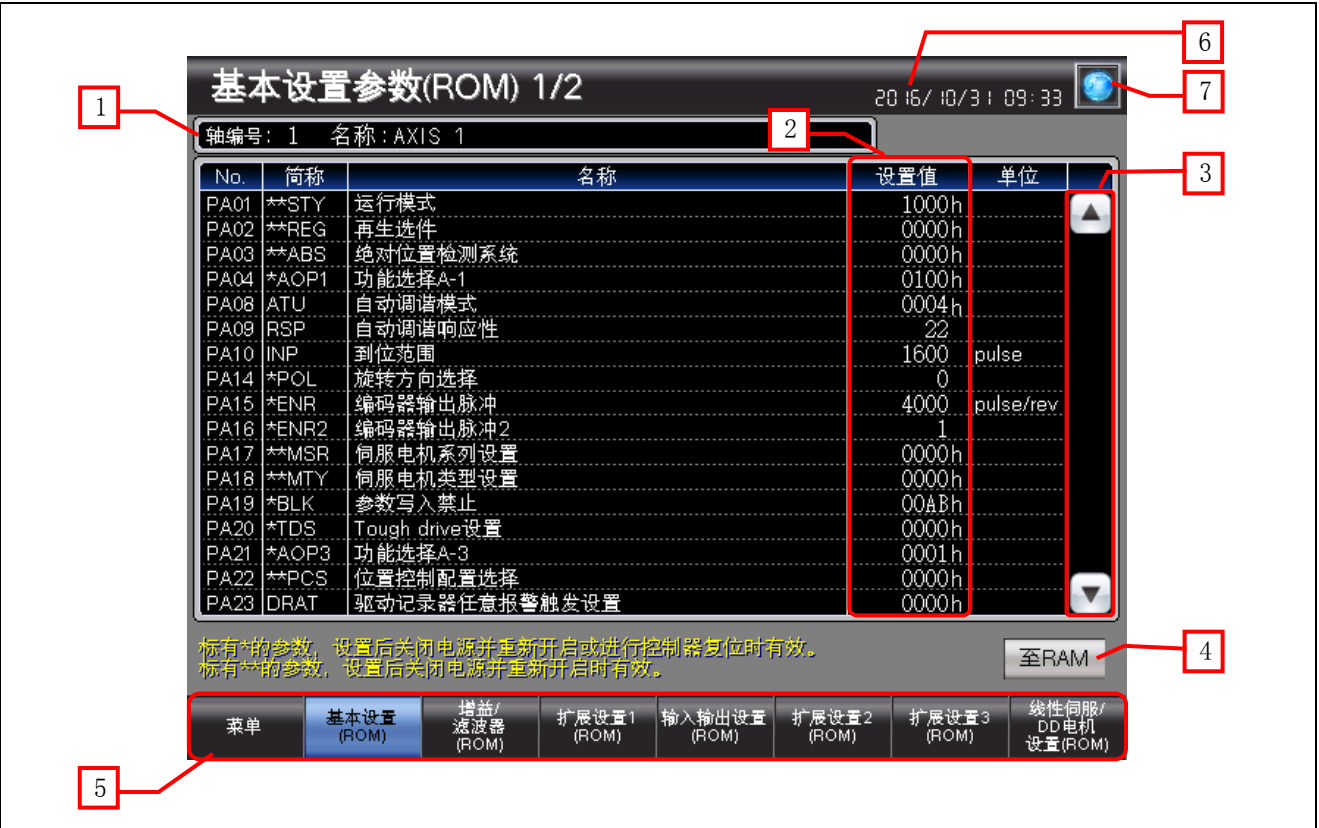 6
基本设置参数(ROM) 1/2
2016/10/31 09:33
7
1
轴编号: 1 名称:AXIS 1
2
No. 简称 名称 设置值 单位
3
PA01 **STY 运行模式 1000h
PA02 **REG 再生选件 0000h
PA03 **ABS 绝对位置检测系统 0000h
PA04 *AOP1 功能选择A-1 0100h
PA08 ATU 自动调谐模式 0004h
PA09 RSP 自动调谐响应性 22
PA10 INP 到位范围 1600 pulse
PA14 *POL 旋转方向选择 0
PA15 *ENR 编码器输出脉冲 4000 pulse/rev
PA16 *ENR2 编码器输出脉冲2 1
PA17 **MSR 伺服电机系列设置 0000h
PA18 **MTY 伺服电机类型设置 0000h
PA19 *BLK 参数写入禁止 00ABh
PA20 *TDS Tough drive设置 0000h
PA21 *AOP3 功能选择A-3 0001h
PA22 **PCS 位置控制配置选择 0000h
PA23 DRAT 驱动记录器任意报警触发设置 0000h
标有*的参数，设置后关闭电源并重新开启或进行控制器复位时有效。
标有**的参数，设置后关闭电源并重新开启时有效。
至RAM
4
菜单
基本设置
(ROM)
增益/
滤波器
(ROM)
扩展设置1
(ROM)
输入输出设置
(ROM)
扩展设置2
(ROM)
扩展设置3
(ROM)
线性伺服/
DD电机
设置(ROM)
5